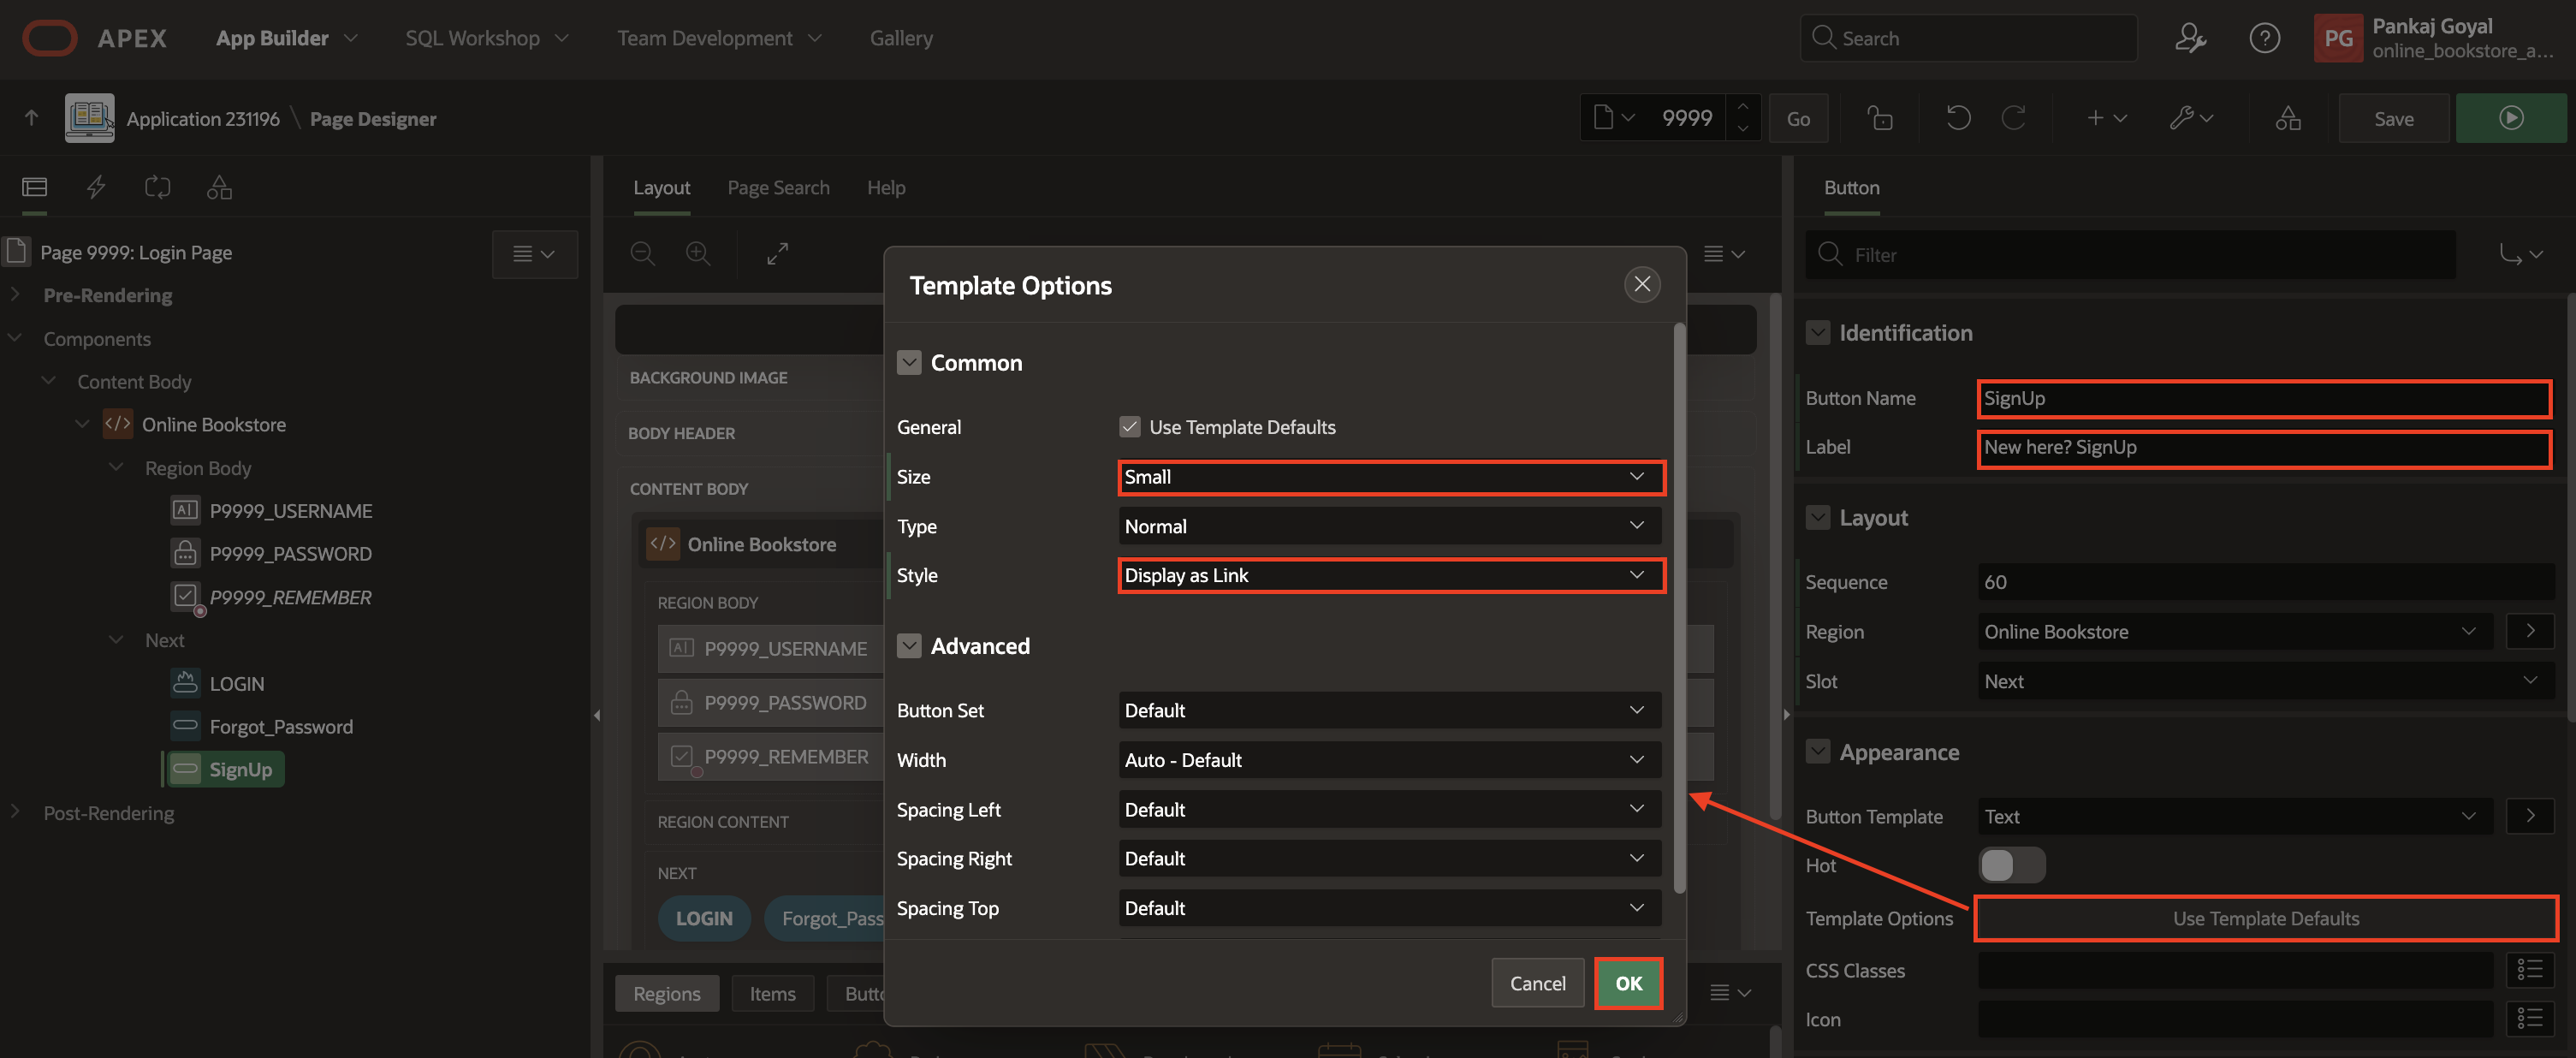 APEX App Builder SQL Workshop Team Development Gallery Search PG Pankaj Goyal
online_bookstore_a...
Application 231196 \ Page Designer 9999 Go Save
Layout Page Search Help Button
Page 9999: Login Page
Filter
Pre-Rendering
Components
Content Body
Online Bookstore
Region Body
P9999_USERNAME
P9999_PASSWORD
P9999_REMEMBER
Next
LOGIN
Forgot_Password
SignUp
Post-Rendering
BACKGROUND IMAGE
BODY HEADER
CONTENT BODY
Online Bookstore
REGION BODY
P9999_USERNAME
P9999_PASSWORD
P9999_REMEMBER
REGION CONTENT
NEXT
LOGIN Forgot_Pass
Regions Items Butto
Template Options
Common
General Use Template Defaults
Size Small
Type Normal
Style Display as Link
Advanced
Button Set Default
Width Auto - Default
Spacing Left Default
Spacing Right Default
Spacing Top Default
Cancel OK
Identification
Button Name SignUp
Label New here? SignUp
Layout
Sequence 60
Region Online Bookstore
Slot Next
Appearance
Button Template Text
Hot
Template Options Use Template Defaults
CSS Classes
Icon